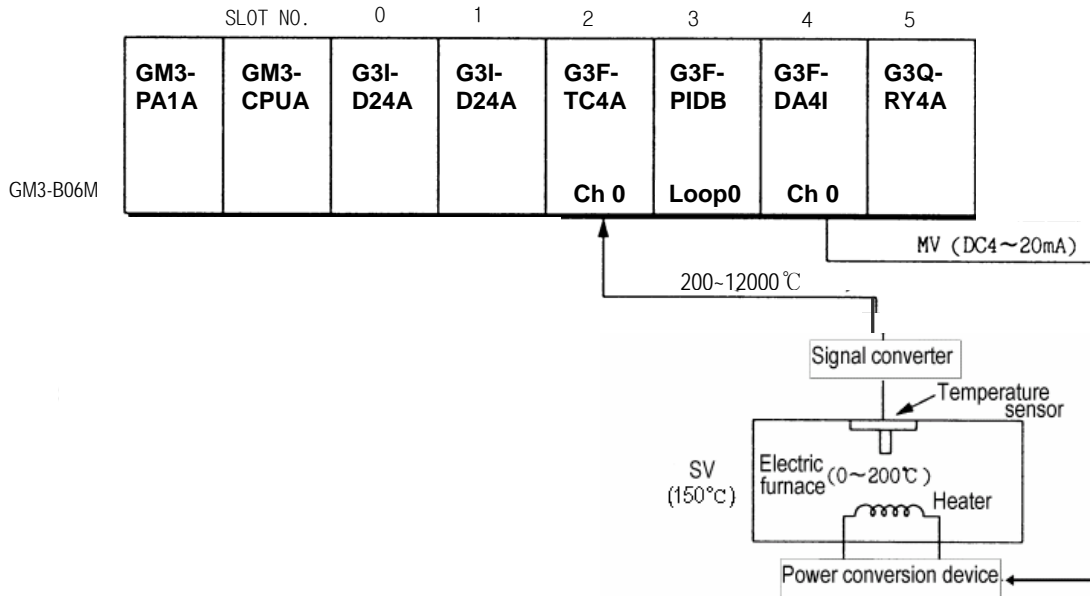 SLOT NO. 0 1 2 3 4 5
GM3-
PA1A
GM3-
CPUA
G3I-
D24A
G3I-
D24A
G3F-
TC4A
G3F-
PIDB
G3F-
DA4I
G3Q-
RY4A
GM3-B06M
Ch 0
Loop0
Ch 0
MV (DC4~20mA)
200~12000℃
Signal converter
Temperature
sensor
SV
(150℃)
Electric
furnace
(0~200℃)
Heater
Power conversion device